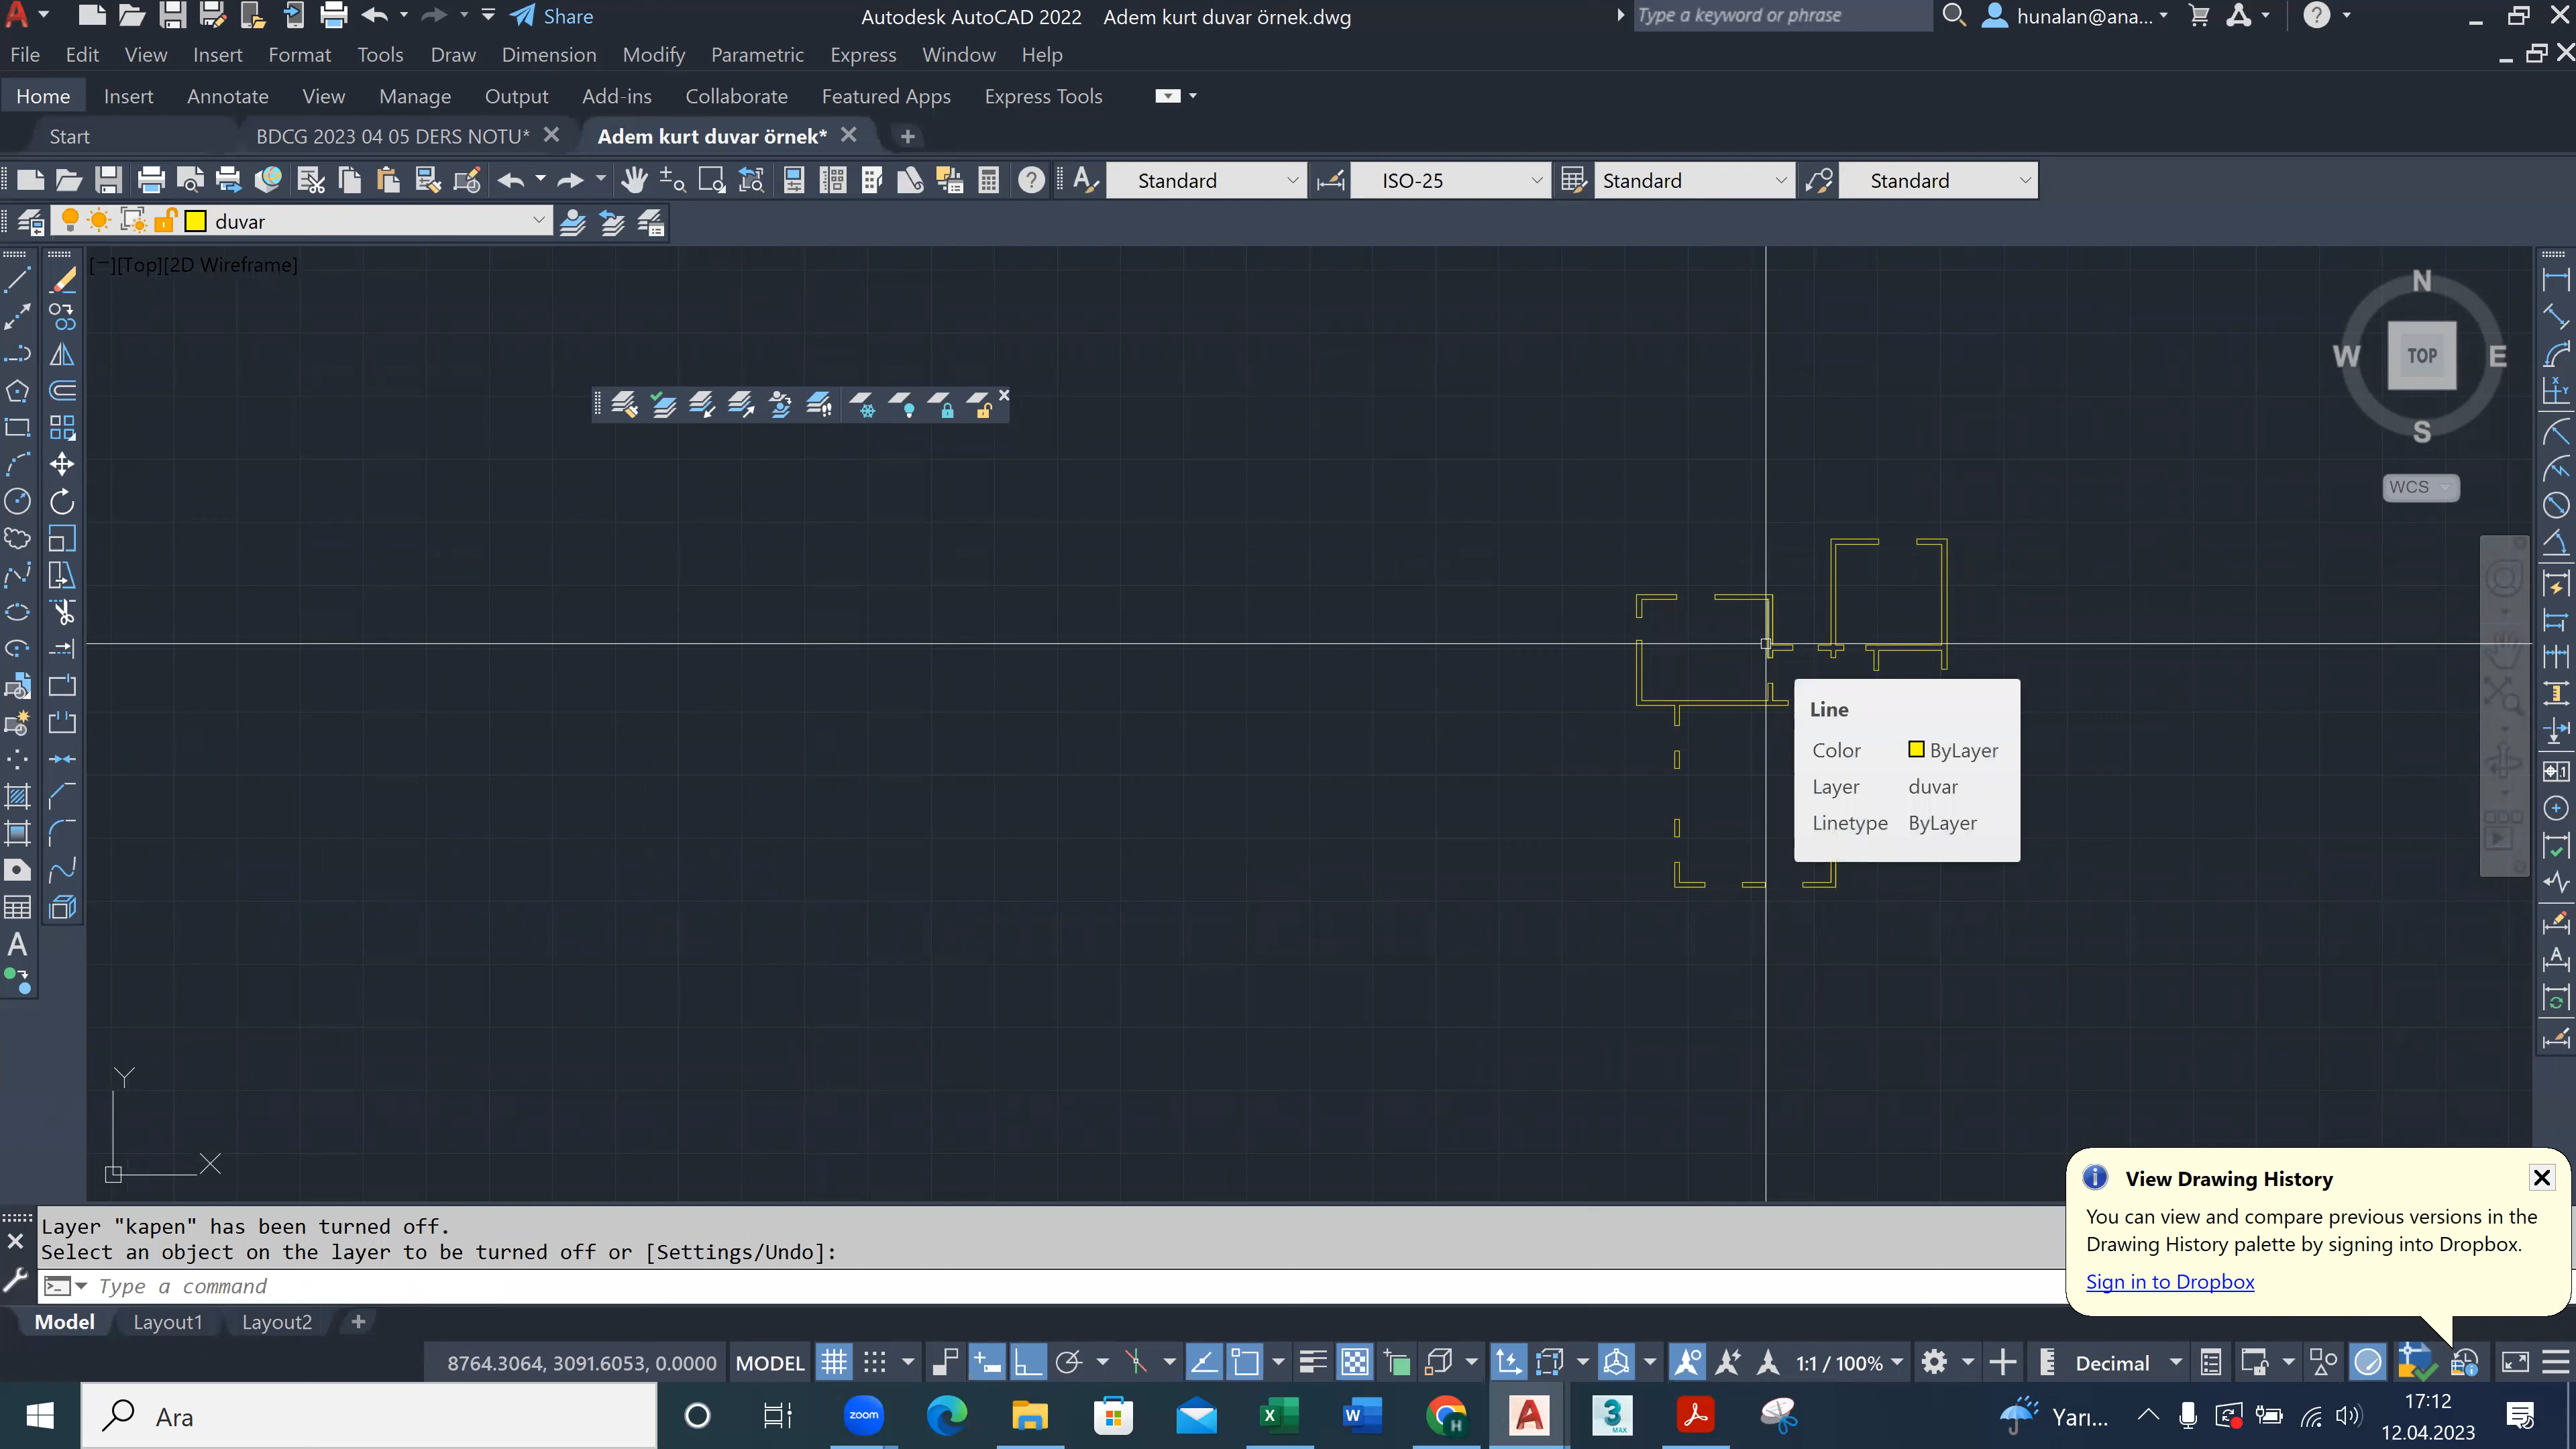 Share
Autodesk AutoCAD 2022 Adem kurt duvar örnek.dwg
Type a keyword or phrase
hunalan@ana...
File Edit View Insert Format Tools Draw Dimension Modify Parametric Express Window Help
Home Insert Annotate View Manage Output Add-ins Collaborate Featured Apps Express Tools
Start BDCG 2023 04 05 DERS NOTU* Adem kurt duvar örnek*
Standard ISO-25 Standard Standard
duvar
[−][Top][2D Wireframe]
N
W TOP E
S
WCS
Line
Color ByLayer
Layer duvar
Linetype ByLayer
Y
X
View Drawing History
You can view and compare previous versions in the
Drawing History palette by signing into Dropbox.
Sign in to Dropbox
Layer "kapen" has been turned off.
Select an object on the layer to be turned off or [Settings/Undo]:
Type a command
Model Layout1 Layout2
8764.3064, 3091.6053, 0.0000 MODEL 1:1 / 100% Decimal
Ara
zoom
Yarı...
17:12
12.04.2023